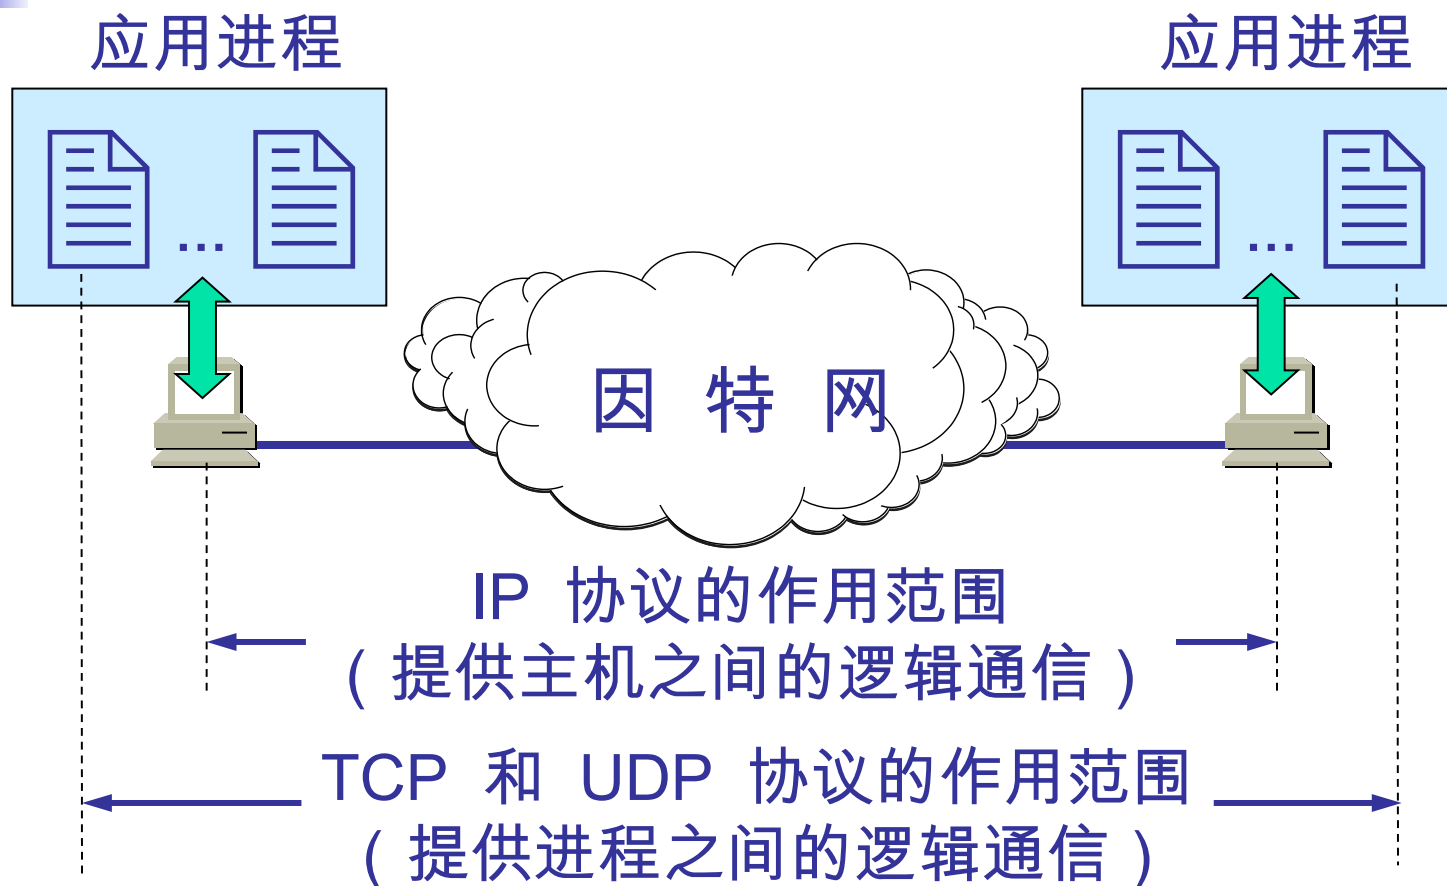 应用进程
应用进程
…
…
因 特 网
IP 协议的作用范围
( 提供主机之间的逻辑通信 )
TCP 和 UDP 协议的作用范围
( 提供进程之间的逻辑通信 )